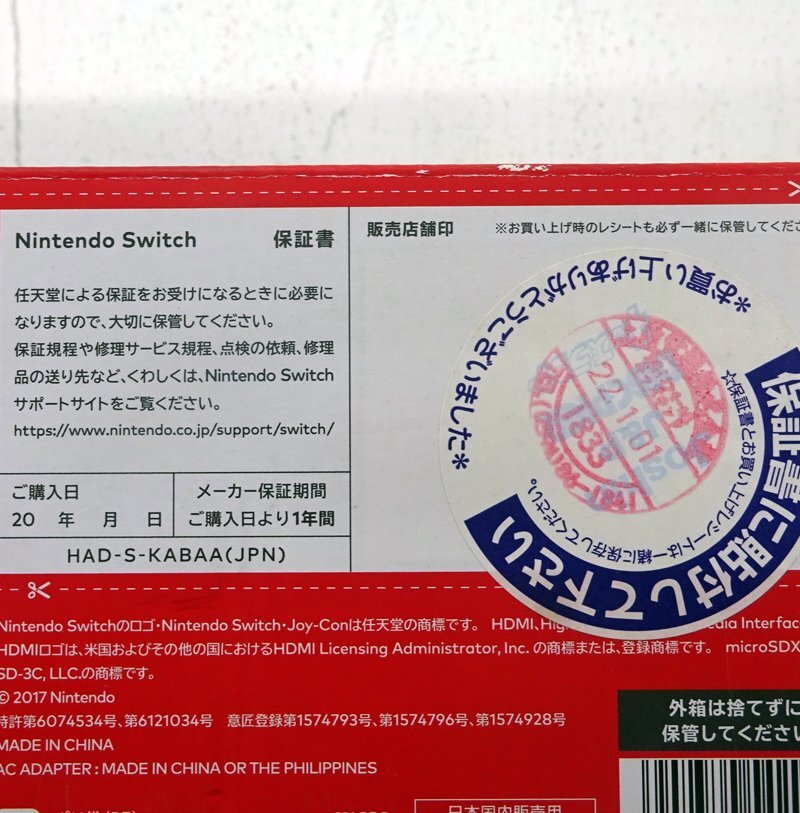 Nintendo Switch 保証書
任天堂による保証をお受けになるときに必要に
なりますので、大切に保管してください。
保証規程や修理サービス規程、点検の依頼、修理
品の送り先など、くわしくは、Nintendo Switch
サポートサイトをご覧ください。
https://www.nintendo.co.jp/support/switch/
ご購入日
20 年 月 日
メーカー保証期間
ご購入日より1年間
HAD-S-KABAA(JPN)
販売店舗印
※お買い上げ時のレシートも必ず一緒に保管してくださ
*お買い上げありがとうございました*
22.10.01
1833
☆保証書とお買い上げレシートは一緒に保存してください。
保証書に貼付して下さい
Nintendo Switchのロゴ・Nintendo Switch・Joy-Conは任天堂の商標です。 HDMI、Hig
edia Interface
HDMIロゴは、米国およびその他の国におけるHDMI Licensing Administrator, Inc. の商標または、登録商標です。 microSDX
SD-3C, LLC.の商標です。
© 2017 Nintendo
特許第6074534号、第6121034号 意匠登録第1574793号、第1574796号、第1574928号
MADE IN CHINA
AC ADAPTER : MADE IN CHINA OR THE PHILIPPINES
外箱は捨てずに
保管してください
日本国内販売用